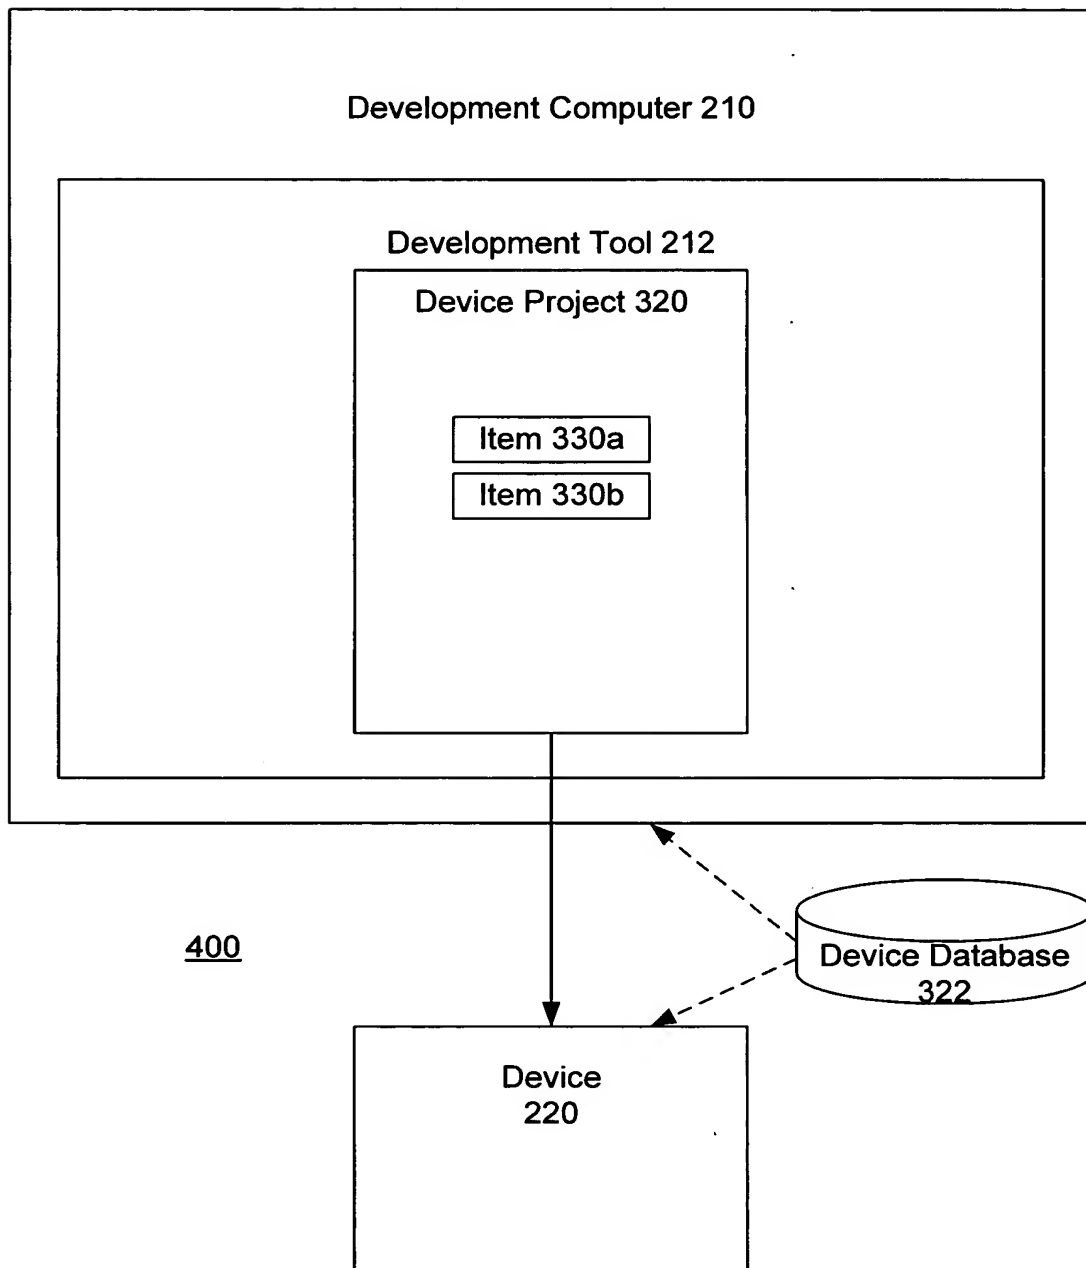 Development Computer 210
Development Tool 212
Device Project 320
Item 330a
Item 330b
400
Device Database
322
Device
220